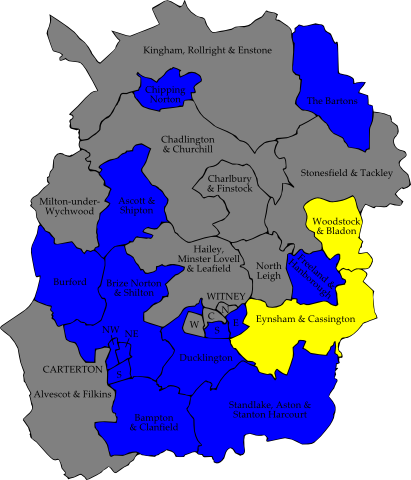 Kingham, Rollright & Enstone
Chipping
Norton
The Bartons
Chadlington
& Churchill
Stonesfield & Tackley
Charlbury
& Finstock
Milton-under-
Wychwood
Ascott &
Shipton
Woodstock
& Bladon
Hailey,
Minster Lovell
& Leafield
North
Leigh
Freeland &
Hanborough
Burford
Brize Norton
& Shilton
WITNEY
N
C
W
E
S
Eynsham & Cassington
NW
NE
Ducklington
CARTERTON
S
Alvescot & Filkins
Bampton
& Clanfield
Standlake, Aston &
Stanton Harcourt